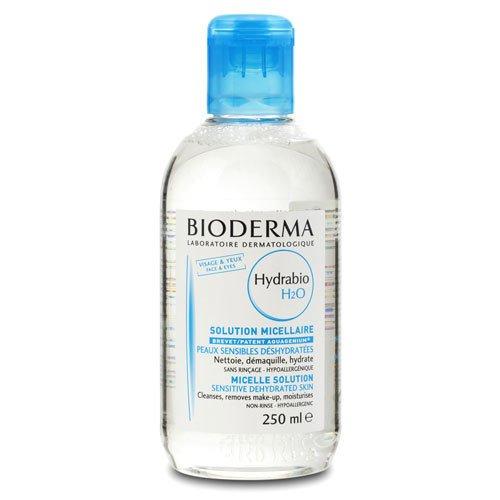 BIODERMA
LABORATOIRE DERMATOLOGIQUE
VISAGE & YEUX
FACE & EYES
Hydrabio
H2O
SOLUTION MICELLAIRE
BREVET/PATENT AQUAGENIUM®
PEAUX SENSIBLES DÉSHYDRATÉES
Nettoie, démaquille, hydrate
SANS RINÇAGE - HYPOALLERGÉNIQUE
MICELLE SOLUTION
SENSITIVE DEHYDRATED SKIN
Cleanses, removes make-up, moisturises
NON-RINSE - HYPOALLERGENIC
250 ml ℮